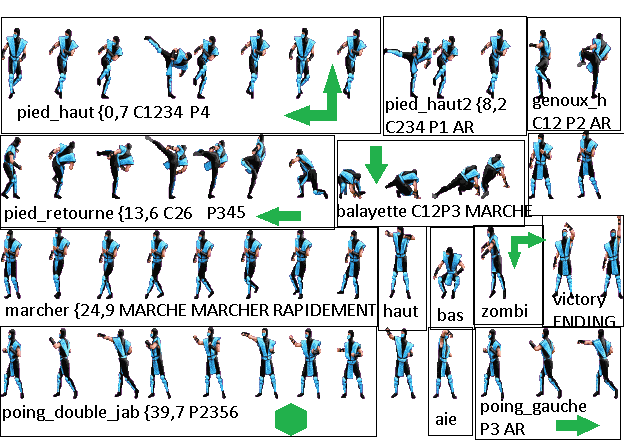 pied_haut {0,7 C1234 P4
pied_haut2 {8,2
C234 P1 AR
genoux_h
C12 P2 AR
pied_retourne {13,6 C26 P345
balayette C12P3 MARCHE
marcher {24,9 MARCHE MARCHER RAPIDEMENT
haut
bas
zombi
victory
ENDING
poing_double_jab {39,7 P2356
aie
poing_gauche
P3 AR